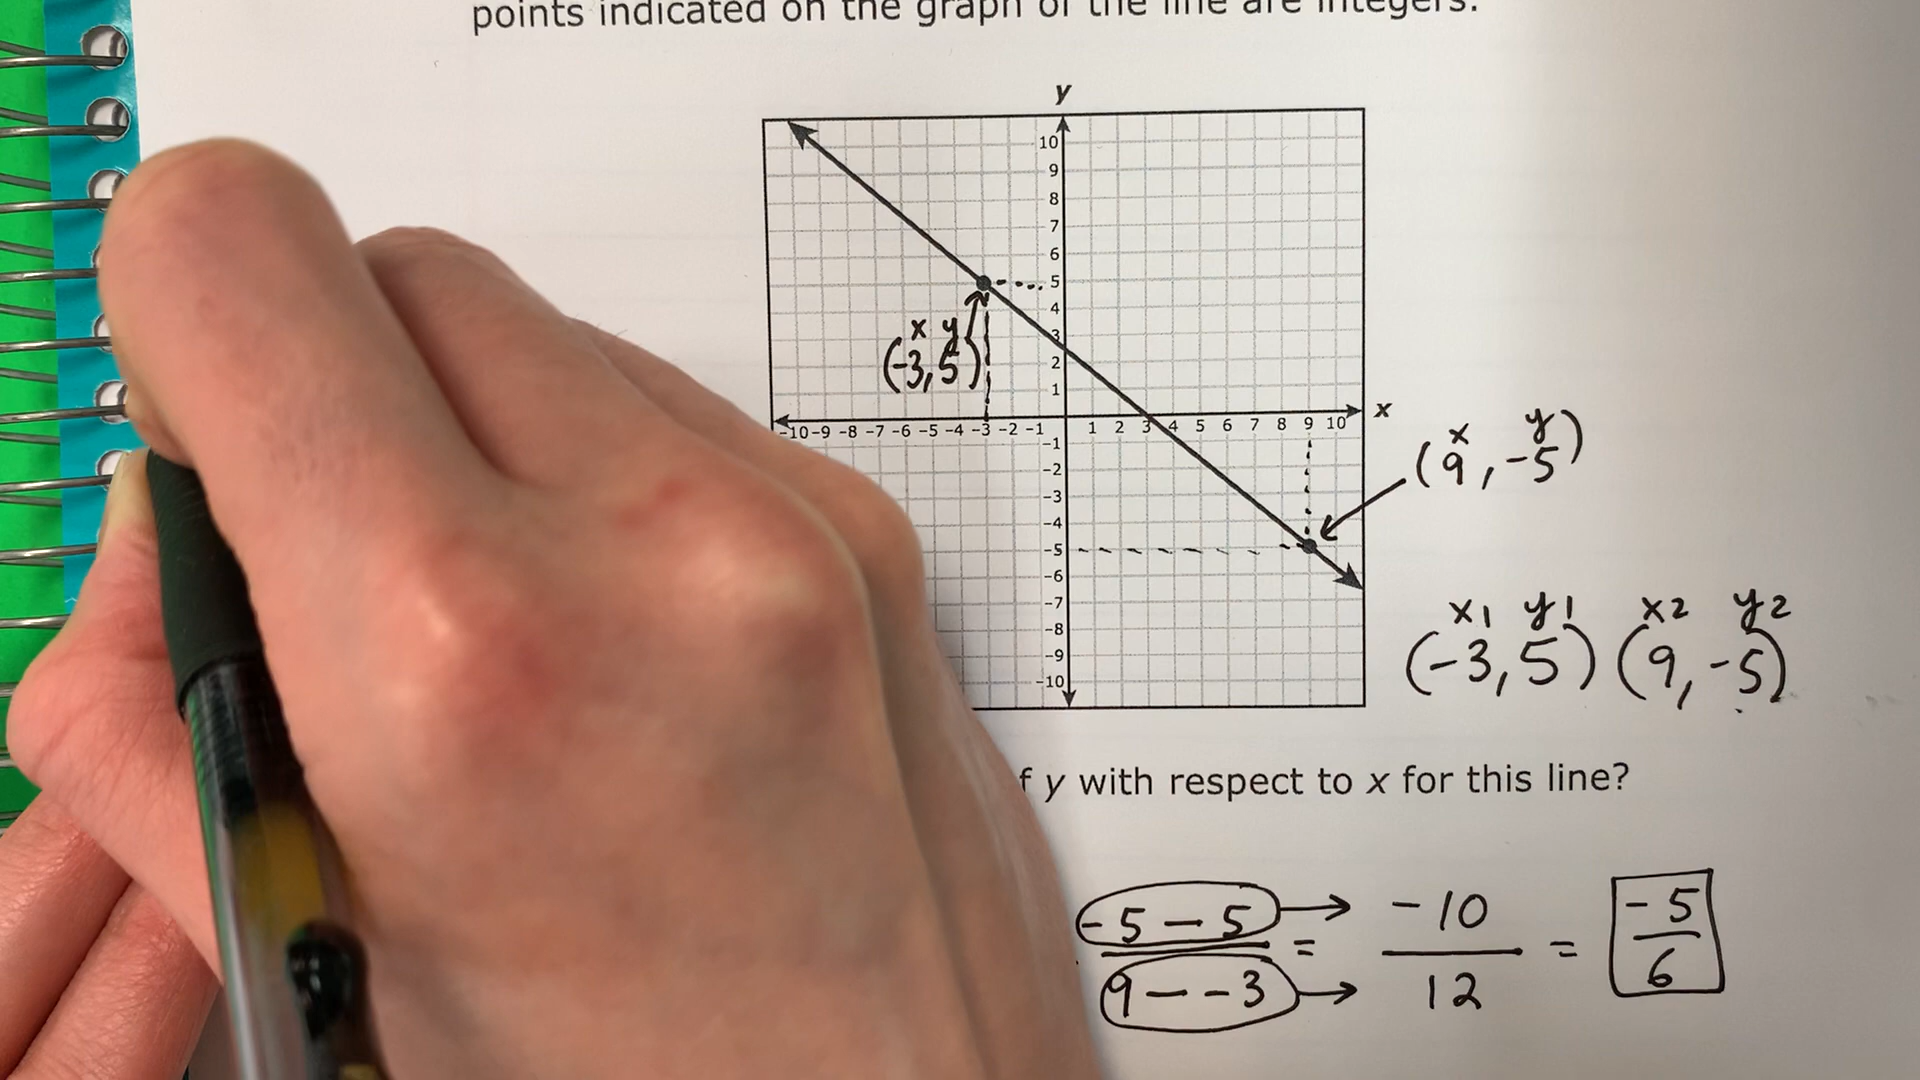 points indicated on the graph of the line are integers.
y
10
9
8
7
6
5
4
3
2
1
x y
(-3, 5)
x
-10 -9 -8 -7 -6 -5 -4 -3 -2 -1 1 2 3 4 5 6 7 8 9 10
-1
-2
-3
-4
-5
-6
-7
-8
-9
-10
x y
(9, -5)
x1 y1 x2 y2
(-3, 5) (9, -5)
y with respect to x for this line?
-5 - 5 = -10 = -5
9 - -3 12 6